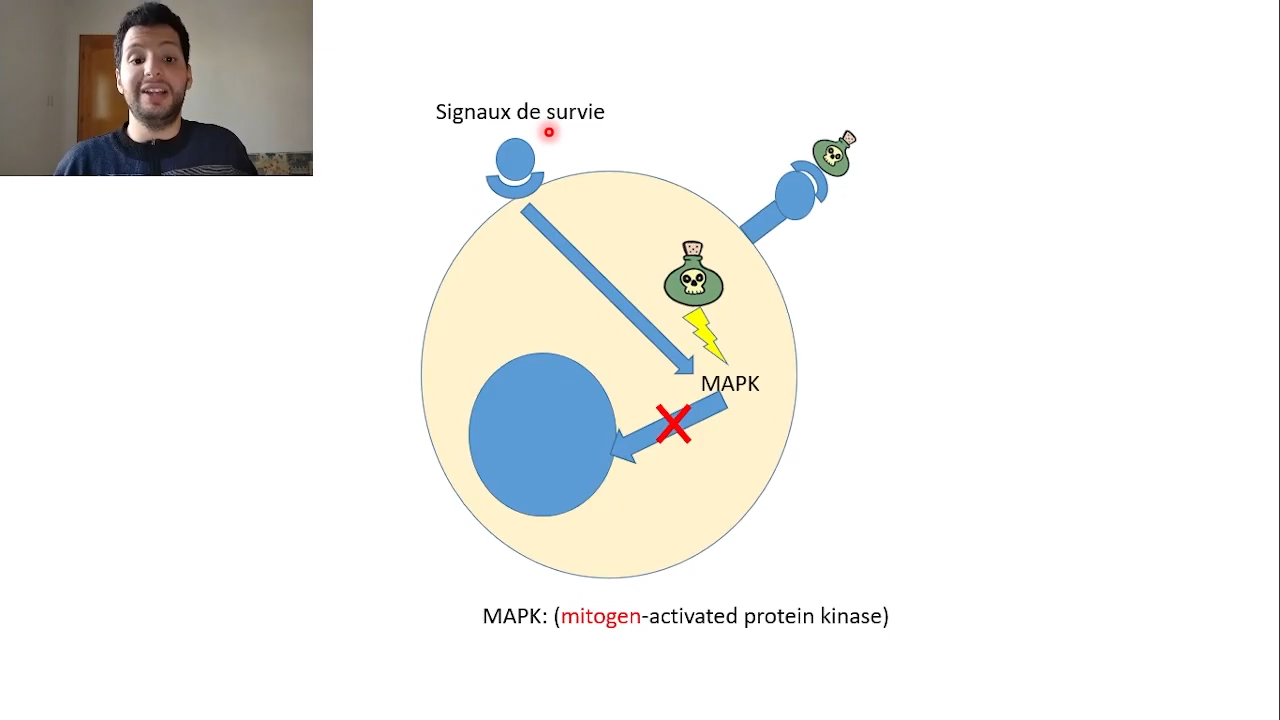 Signaux de survie
MAPK
MAPK: (mitogen-activated protein kinase)